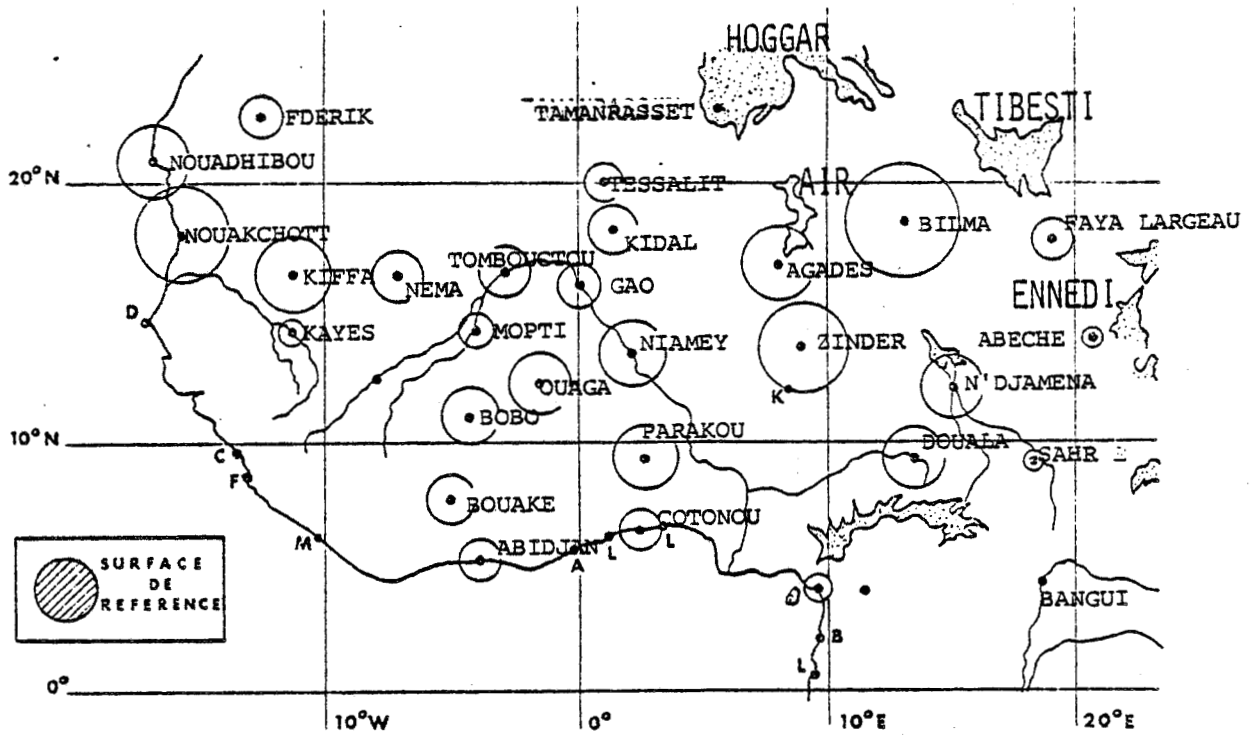 HOGGAR
TIBESTI
TAMANRASSET
FDERIK
NOUADHIBOU
20°N
TESSALIT
AIR
BILMA
FAYA LARGEAU
NOUAKCHOTT
KIDAL
TOMBOUCTOU
KIFFA
NEMA
GAO
AGADES
ENNEDI
D
KAYES
MOPTI
NIAMEY
ZINDER
ABECHE
OUAGA
K
N'DJAMENA
BOBO
10°N
PARAKOU
DOUALA
C
SAHR
F
BOUAKE
COTONOU
M
ABIDJAN
A
L
L
SURFACE
DE
REFERENCE
BANGUI
B
L
0°
10°W
0°
10°E
20°E